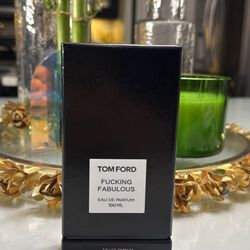 TOM FORD
FUCKING
FABULOUS
EAU DE PARFUM
100 ML